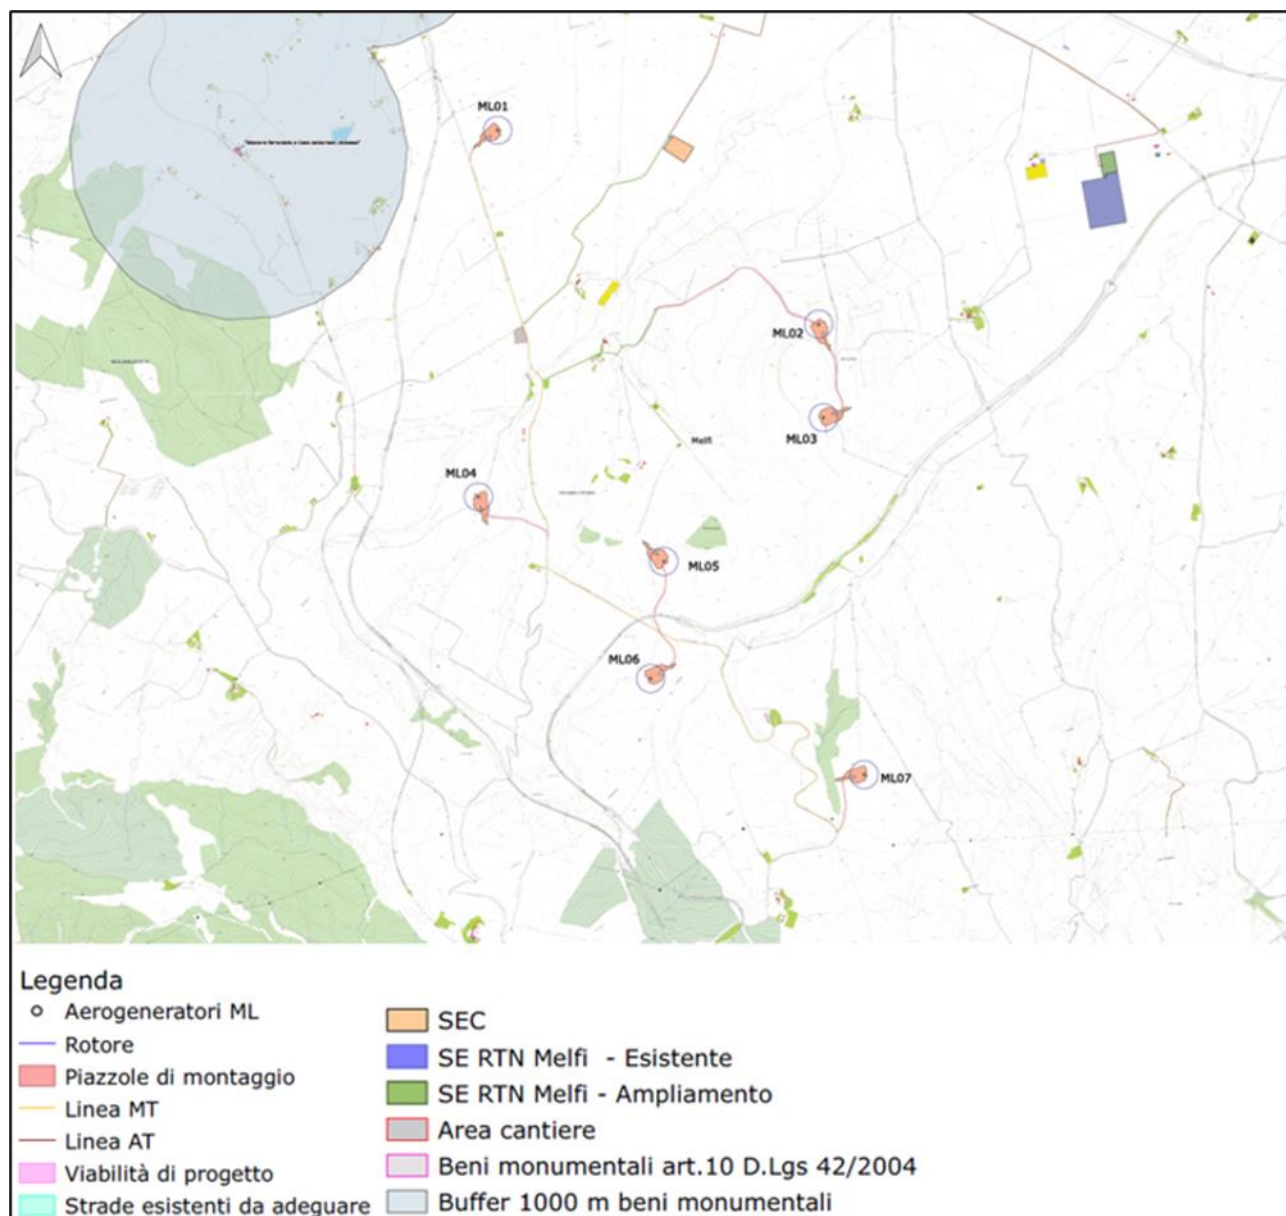 ML01
ML02
ML03
Melfi
ML04
ML05
ML06
ML07
Legenda
Aerogeneratori ML
Rotore
Piazzole di montaggio
Linea MT
Linea AT
Viabilità di progetto
Strade esistenti da adeguare
SEC
SE RTN Melfi - Esistente
SE RTN Melfi - Ampliamento
Area cantiere
Beni monumentali art.10 D.Lgs 42/2004
Buffer 1000 m beni monumentali